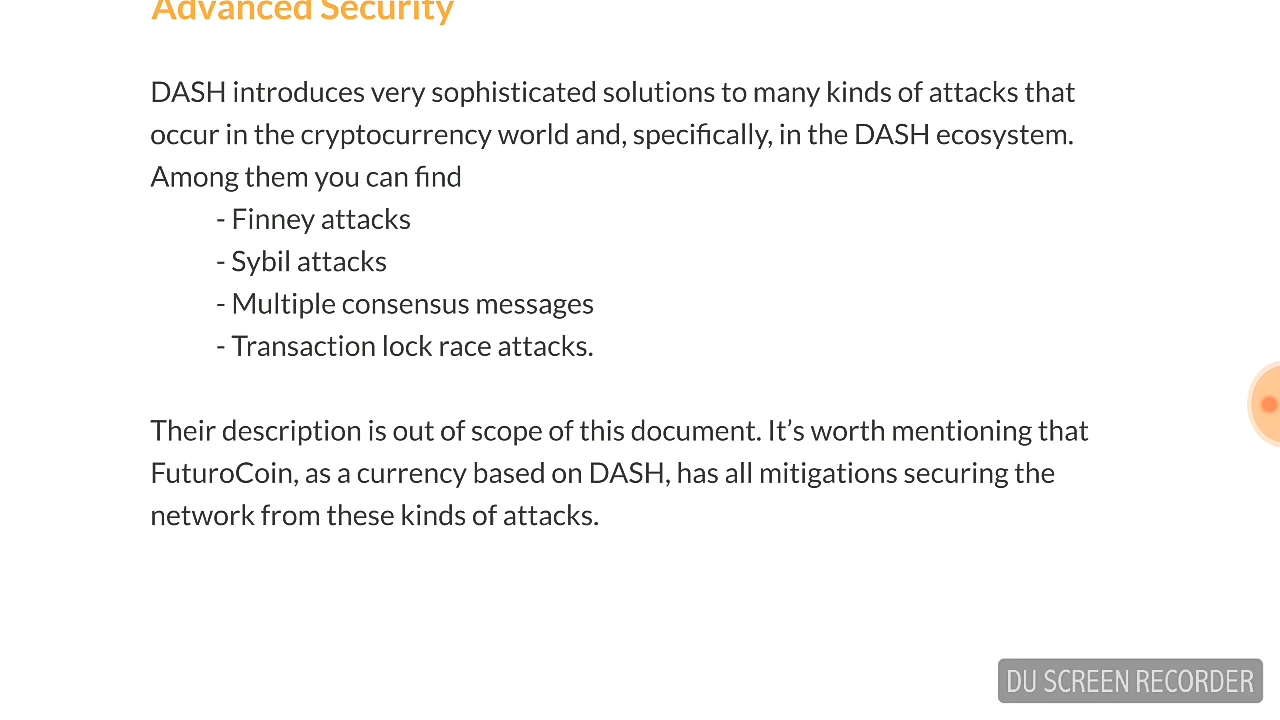 Advanced Security
DASH introduces very sophisticated solutions to many kinds of attacks that
occur in the cryptocurrency world and, specifically, in the DASH ecosystem.
Among them you can find
- Finney attacks
- Sybil attacks
- Multiple consensus messages
- Transaction lock race attacks.
Their description is out of scope of this document. It’s worth mentioning that
FuturoCoin, as a currency based on DASH, has all mitigations securing the
network from these kinds of attacks.
DU SCREEN RECORDER